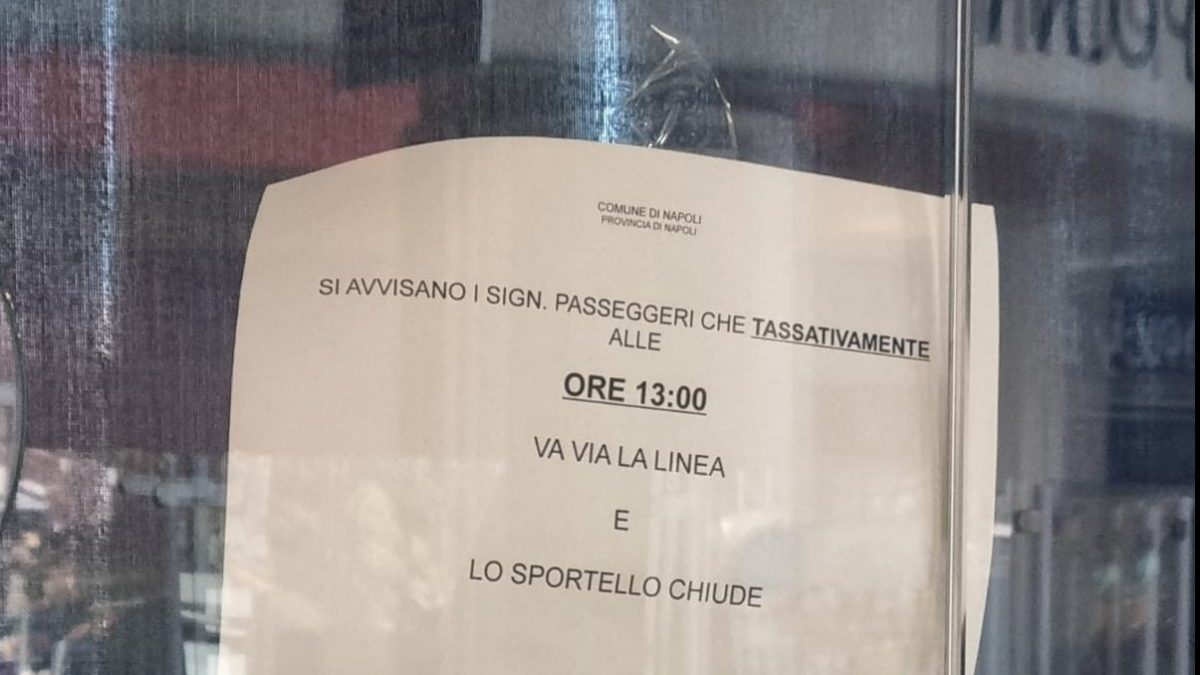 COMUNE DI NAPOLI
PROVINCIA DI NAPOLI
SI AVVISANO I SIGN. PASSEGGERI CHE TASSATIVAMENTE
ALLE
ORE 13:00
VA VIA LA LINEA
E
LO SPORTELLO CHIUDE